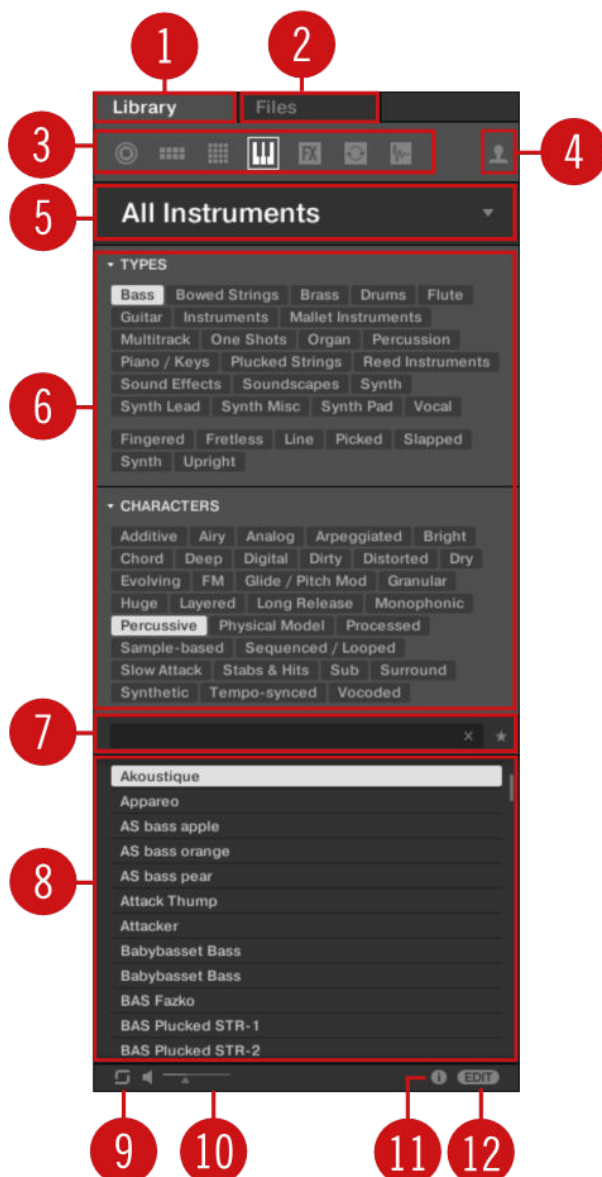 1 2
Library Files
3 FX 4
5 All Instruments
TYPES
Bass Bowed Strings Brass Drums Flute
Guitar Instruments Mallet Instruments
Multitrack One Shots Organ Percussion
Piano / Keys Plucked Strings Reed Instruments
Sound Effects Soundscapes Synth
6 Synth Lead Synth Misc Synth Pad Vocal
Fingered Fretless Line Picked Slapped
Synth Upright
CHARACTERS
Additive Airy Analog Arpeggiated Bright
Chord Deep Digital Dirty Distorted Dry
Evolving FM Glide / Pitch Mod Granular
Huge Layered Long Release Monophonic
Percussive Physical Model Processed
Sample-based Sequenced / Looped
Slow Attack Stabs & Hits Sub Surround
Synthetic Tempo-synced Vocoded
7 × ★
Akoustique
Appareo
AS bass apple
AS bass orange
8 AS bass pear
Attack Thump
Attacker
Babybasset Bass
Babybasset Bass
BAS Fazko
BAS Plucked STR-1
BAS Plucked STR-2
i EDIT
9 10 11 12